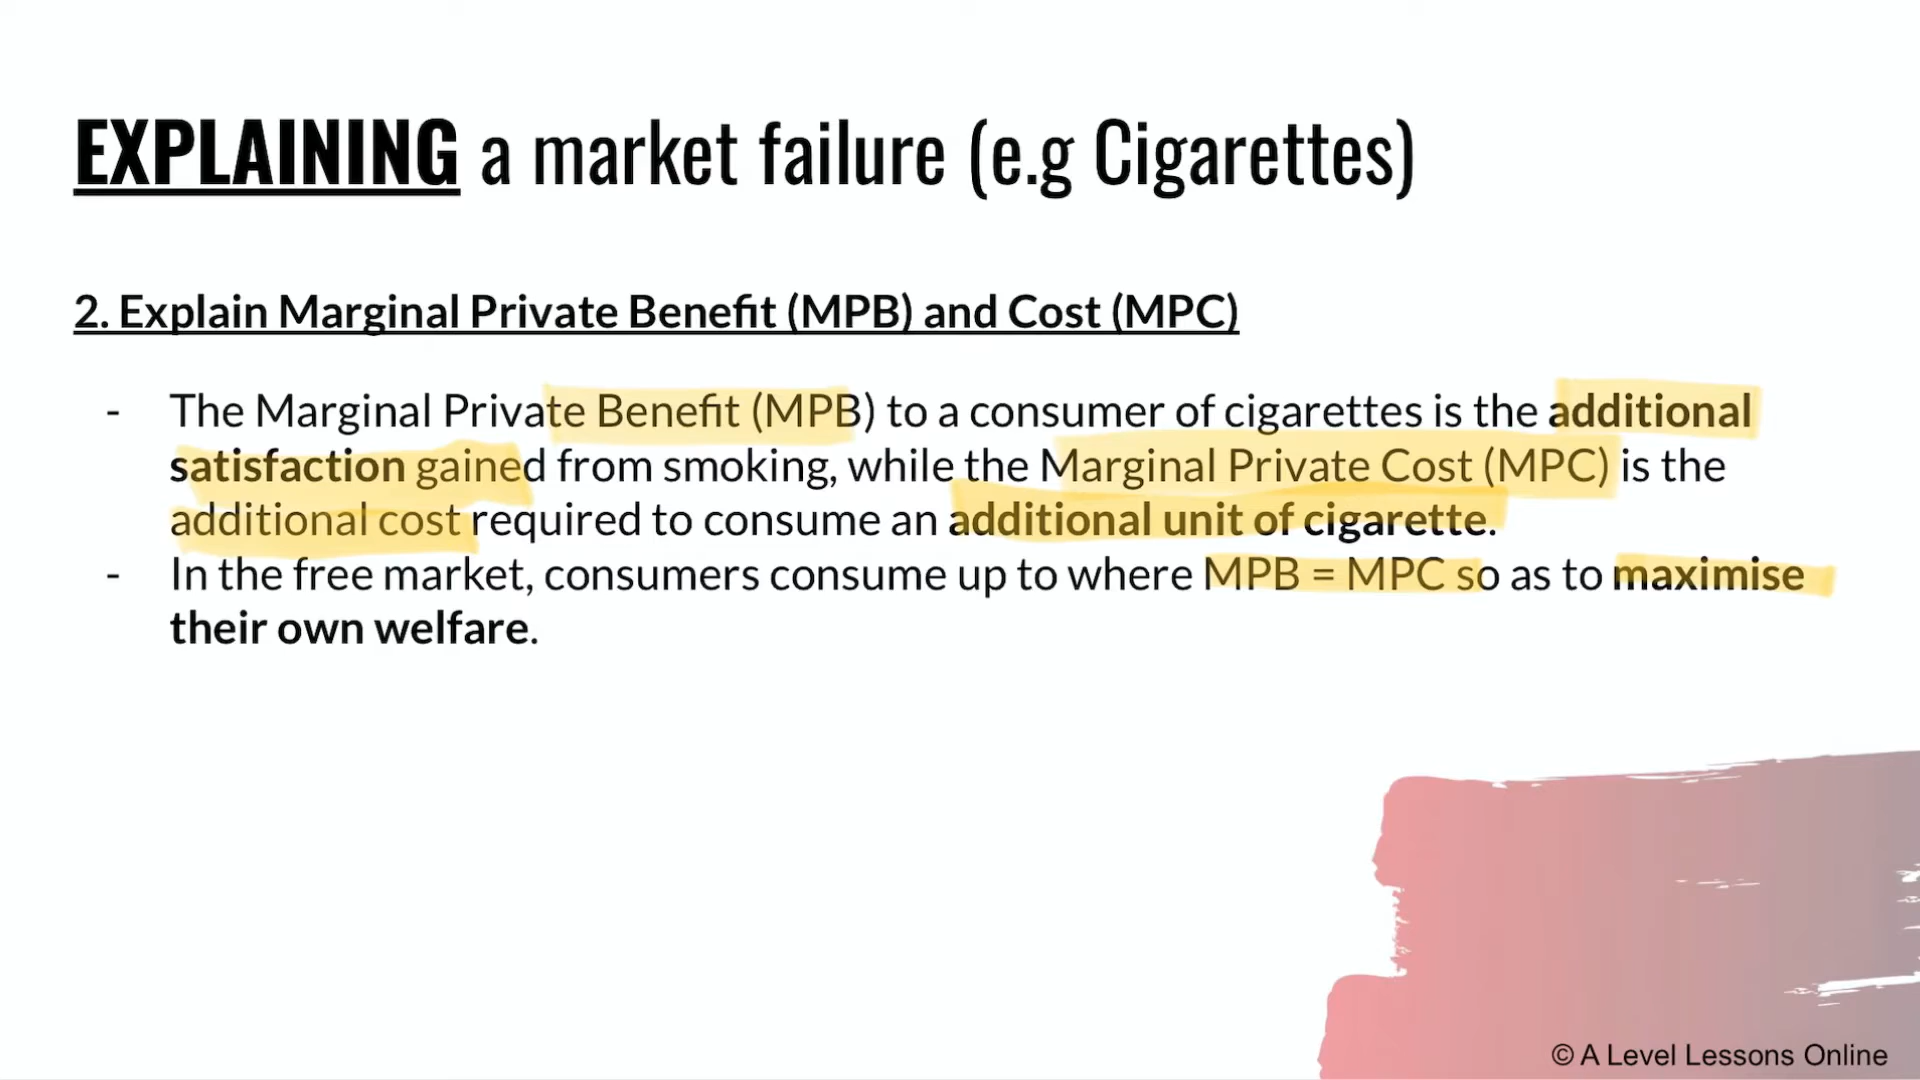 EXPLAINING a market failure (e.g Cigarettes)
2. Explain Marginal Private Benefit (MPB) and Cost (MPC)
- The Marginal Private Benefit (MPB) to a consumer of cigarettes is the additional
satisfaction gained from smoking, while the Marginal Private Cost (MPC) is the
additional cost required to consume an additional unit of cigarette.
- In the free market, consumers consume up to where MPB = MPC so as to maximise
their own welfare.
© A Level Lessons Online